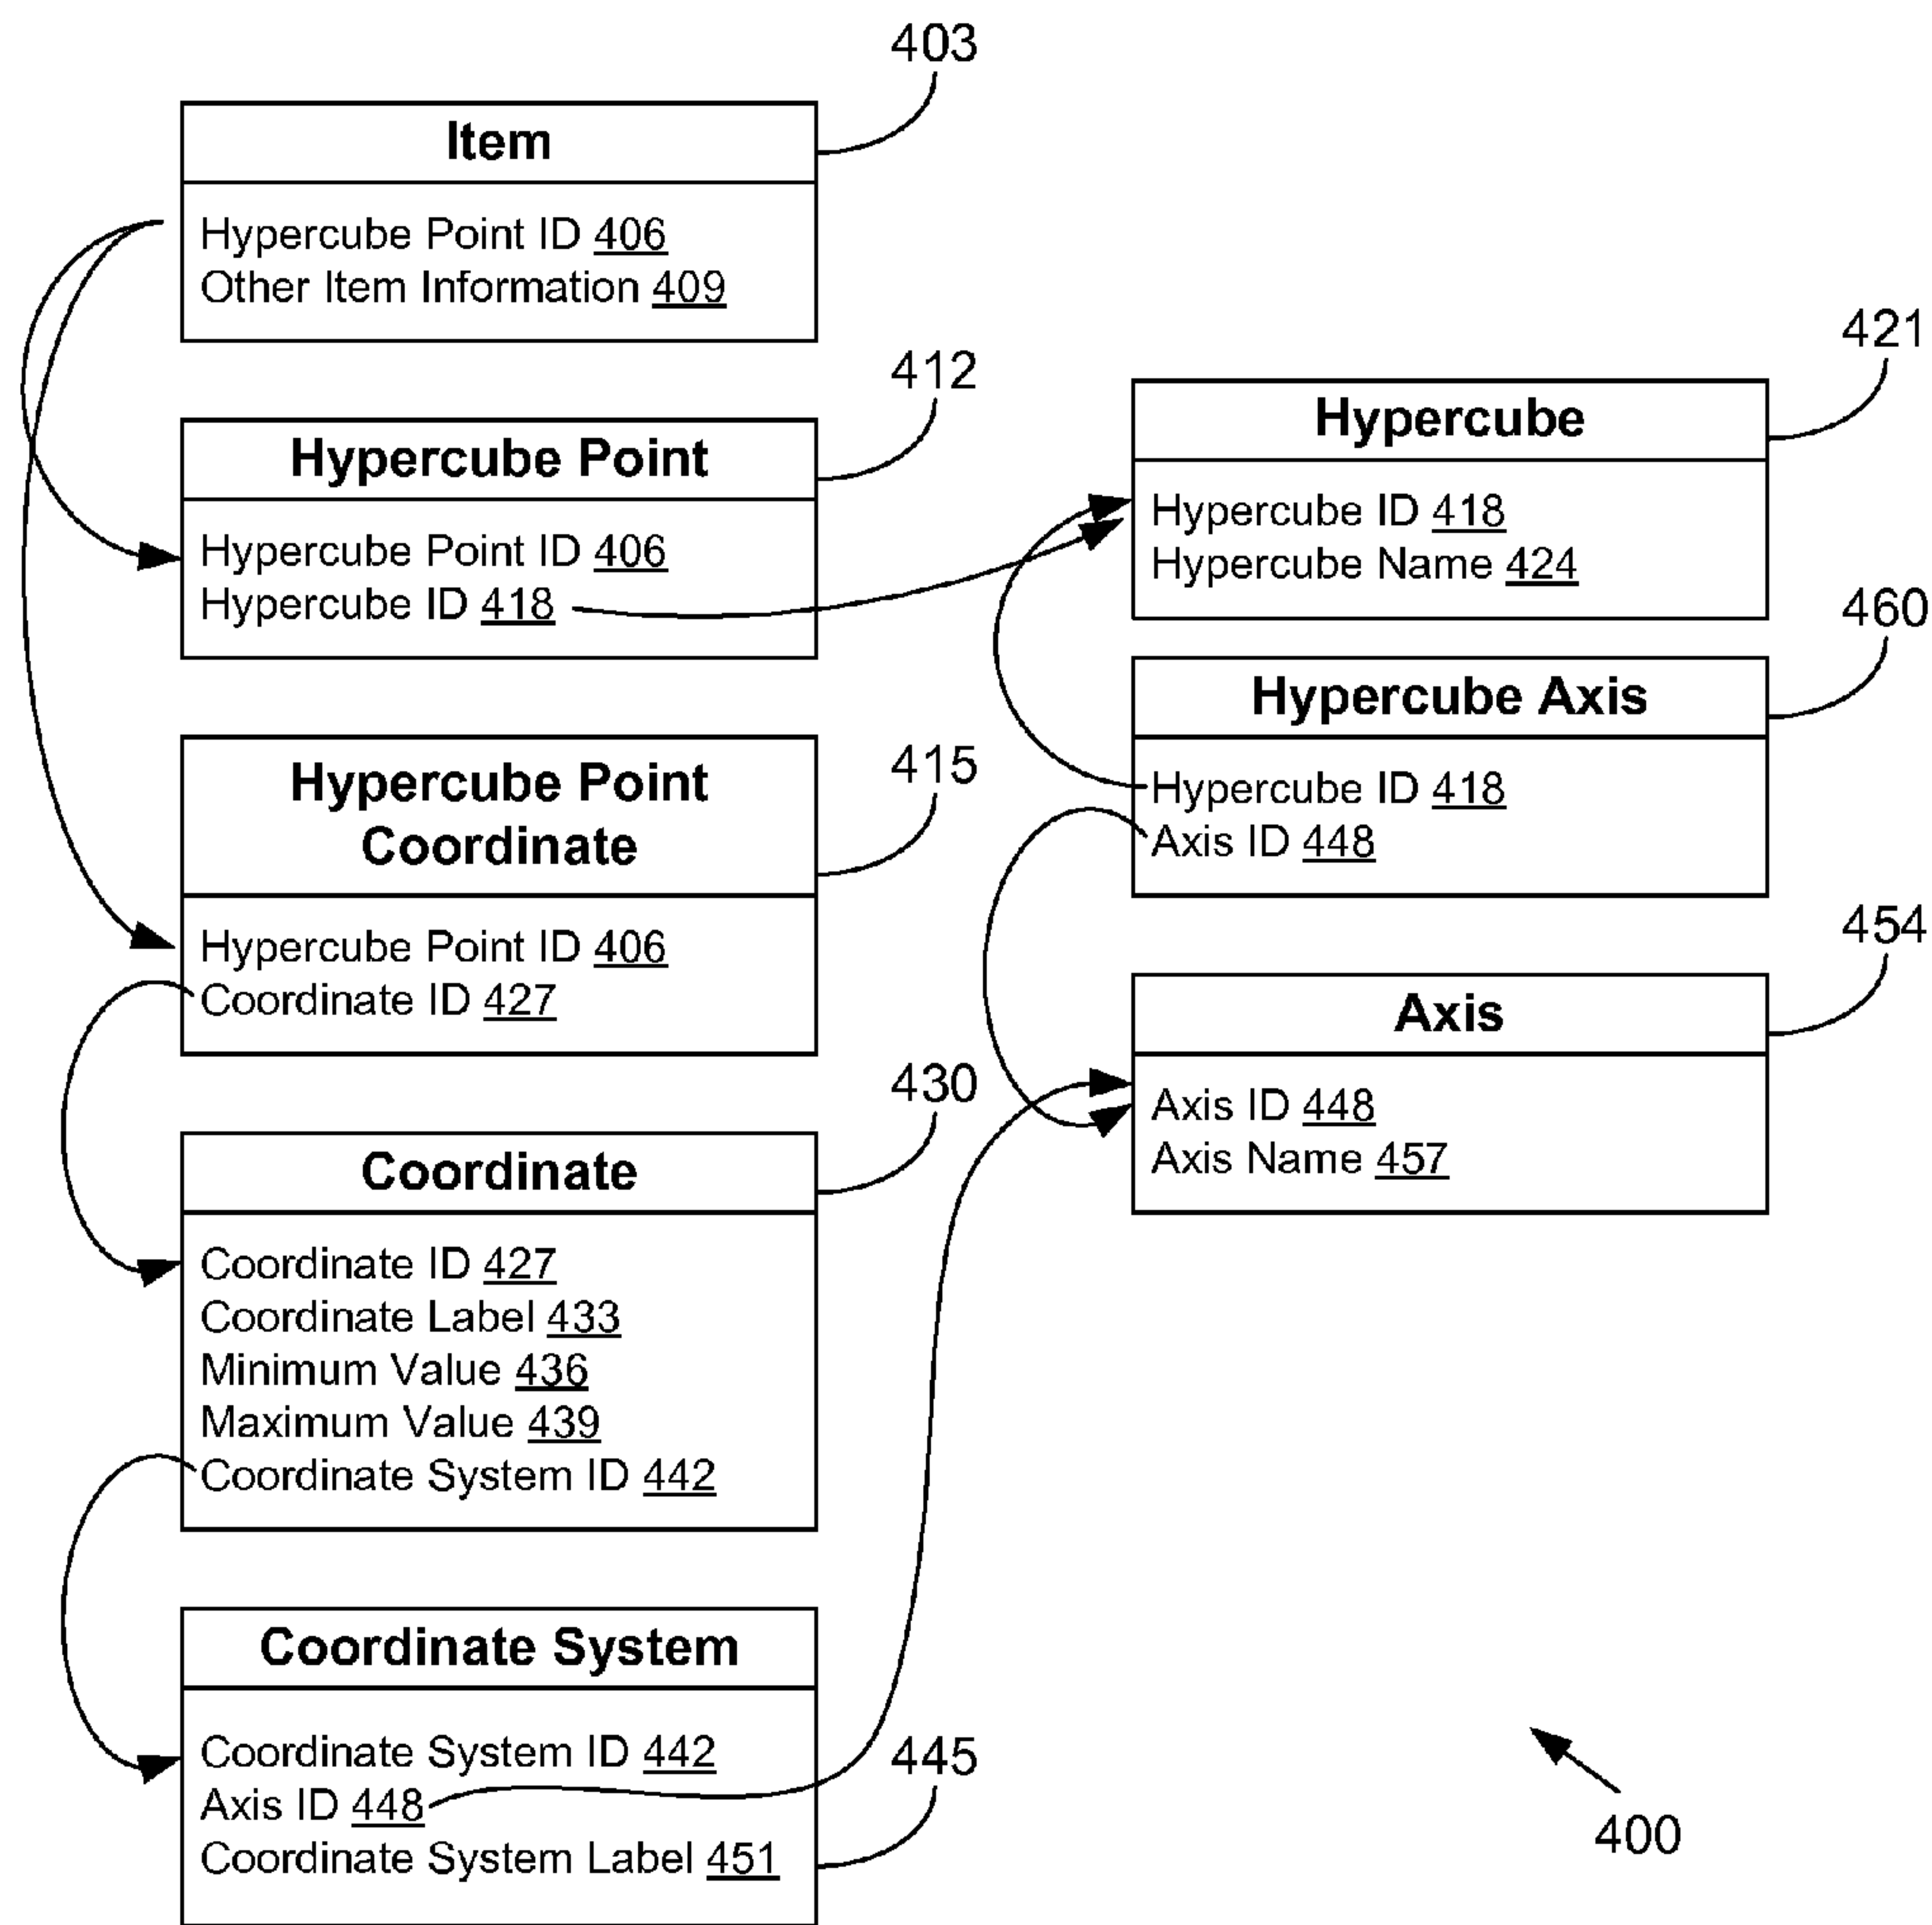 403
Item
Hypercube Point ID 406
Other Item Information 409
412
Hypercube Point
Hypercube Point ID 406
Hypercube ID 418
415
Hypercube Point
Coordinate
Hypercube Point ID 406
Coordinate ID 427
430
Coordinate
Coordinate ID 427
Coordinate Label 433
Minimum Value 436
Maximum Value 439
Coordinate System ID 442
Coordinate System
445
Coordinate System ID 442
Axis ID 448
Coordinate System Label 451
421
Hypercube
Hypercube ID 418
Hypercube Name 424
460
Hypercube Axis
Hypercube ID 418
Axis ID 448
454
Axis
Axis ID 448
Axis Name 457
400